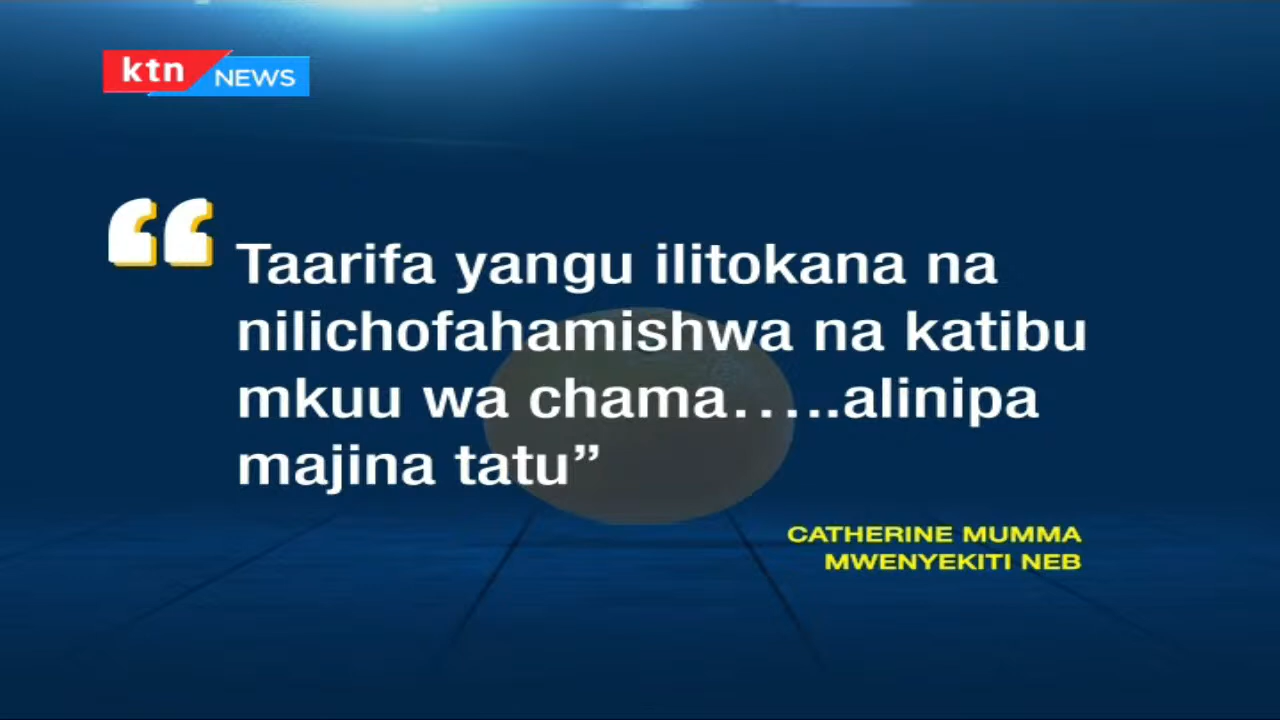 ktn NEWS
“Taarifa yangu ilitokana na
nilichofahamishwa na katibu
mkuu wa chama…..alinipa
majina tatu”
CATHERINE MUMMA
MWENYEKITI NEB